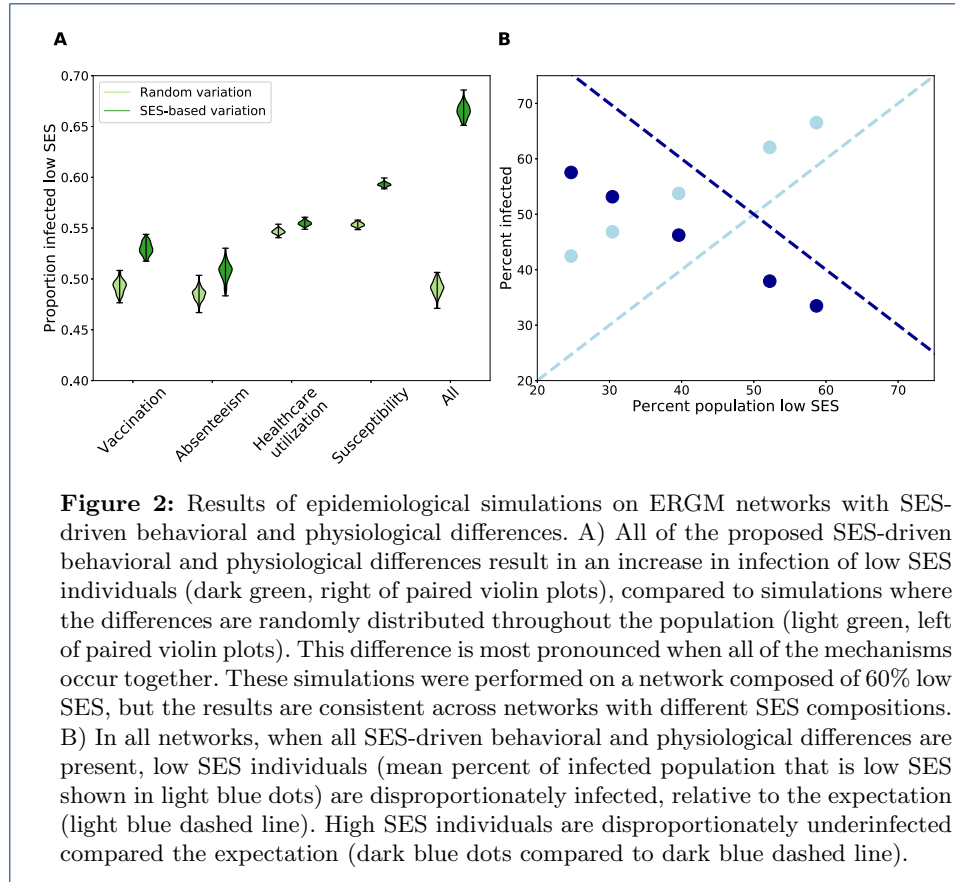 A
B
0.70
0.65
0.60
0.55
0.50
0.45
0.40
Proportion infected low SES
Random variation
SES-based variation
Vaccination
Absenteeism
Healthcare
utilization
Susceptibility
All
70
60
50
40
30
20
Percent infected
20
30
40
50
60
70
Percent population low SES
Figure 2: Results of epidemiological simulations on ERGM networks with SES-
driven behavioral and physiological differences. A) All of the proposed SES-driven
behavioral and physiological differences result in an increase in infection of low SES
individuals (dark green, right of paired violin plots), compared to simulations where
the differences are randomly distributed throughout the population (light green, left
of paired violin plots). This difference is most pronounced when all of the mechanisms
occur together. These simulations were performed on a network composed of 60% low
SES, but the results are consistent across networks with different SES compositions.
B) In all networks, when all SES-driven behavioral and physiological differences are
present, low SES individuals (mean percent of infected population that is low SES
shown in light blue dots) are disproportionately infected, relative to the expectation
(light blue dashed line). High SES individuals are disproportionately underinfected
compared the expectation (dark blue dots compared to dark blue dashed line).